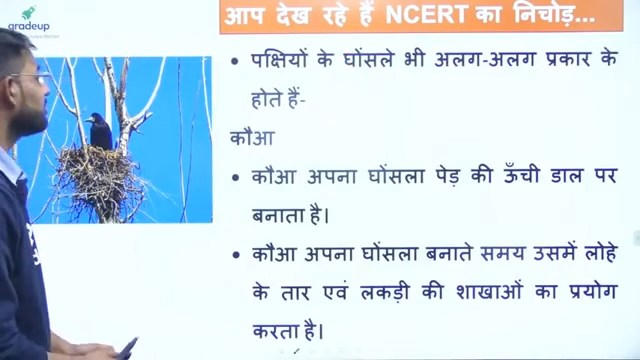 gradeup
आप देख रहे हैं NCERT का निचोड़...
• पक्षियों के घोंसले भी अलग-अलग प्रकार के
होते हैं-
कौआ
• कौआ अपना घोंसला पेड़ की ऊँची डाल पर
बनाता है।
• कौआ अपना घोंसला बनाते समय उसमें लोहे
के तार एवं लकड़ी की शाखाओं का प्रयोग
करता है।